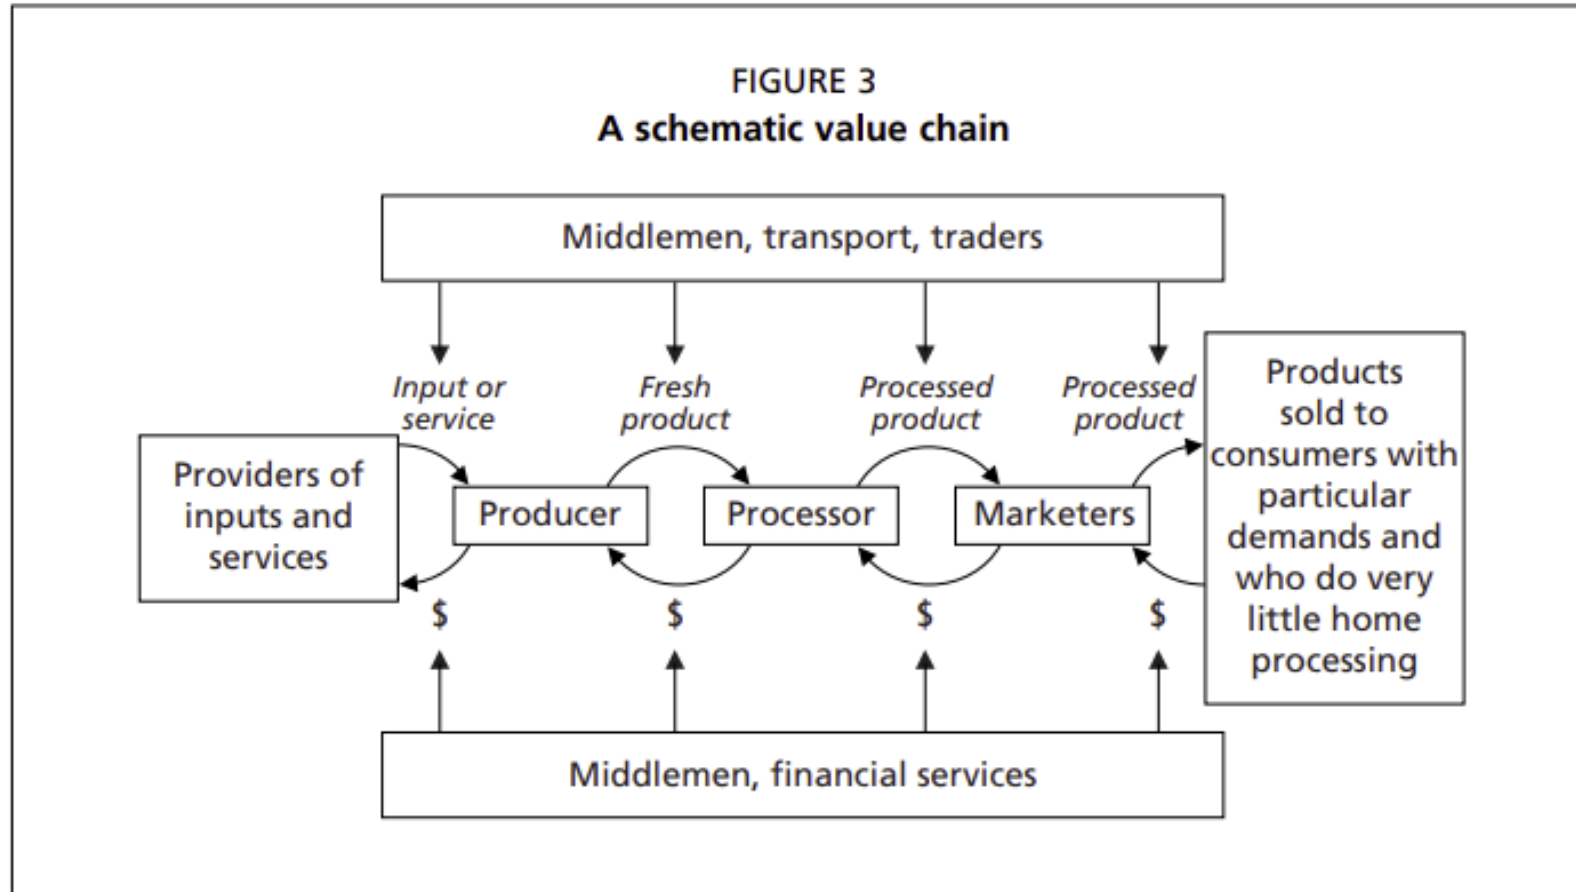 FIGURE 3
A schematic value chain
Middlemen, transport, traders
Input or
service
Fresh
product
Processed
product
Processed
product
Providers of
inputs and
services
Producer
Processor
Marketers
Products
sold to
consumers with
particular
demands and
who do very
little home
processing
$
$
$
$
Middlemen, financial services